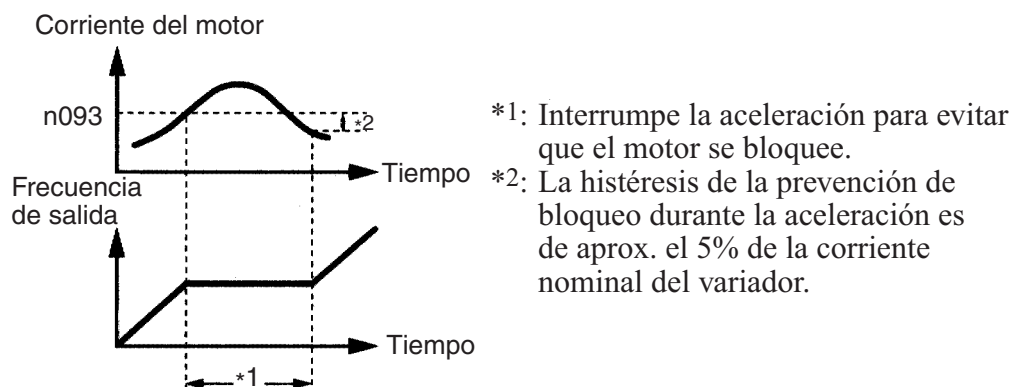 Corriente del motor
n093
*2
Tiempo
Frecuencia
de salida
Tiempo
*1
*1: Interrumpe la aceleración para evitar
que el motor se bloquee.
*2: La histéresis de la prevención de
bloqueo durante la aceleración es
de aprox. el 5% de la corriente
nominal del variador.